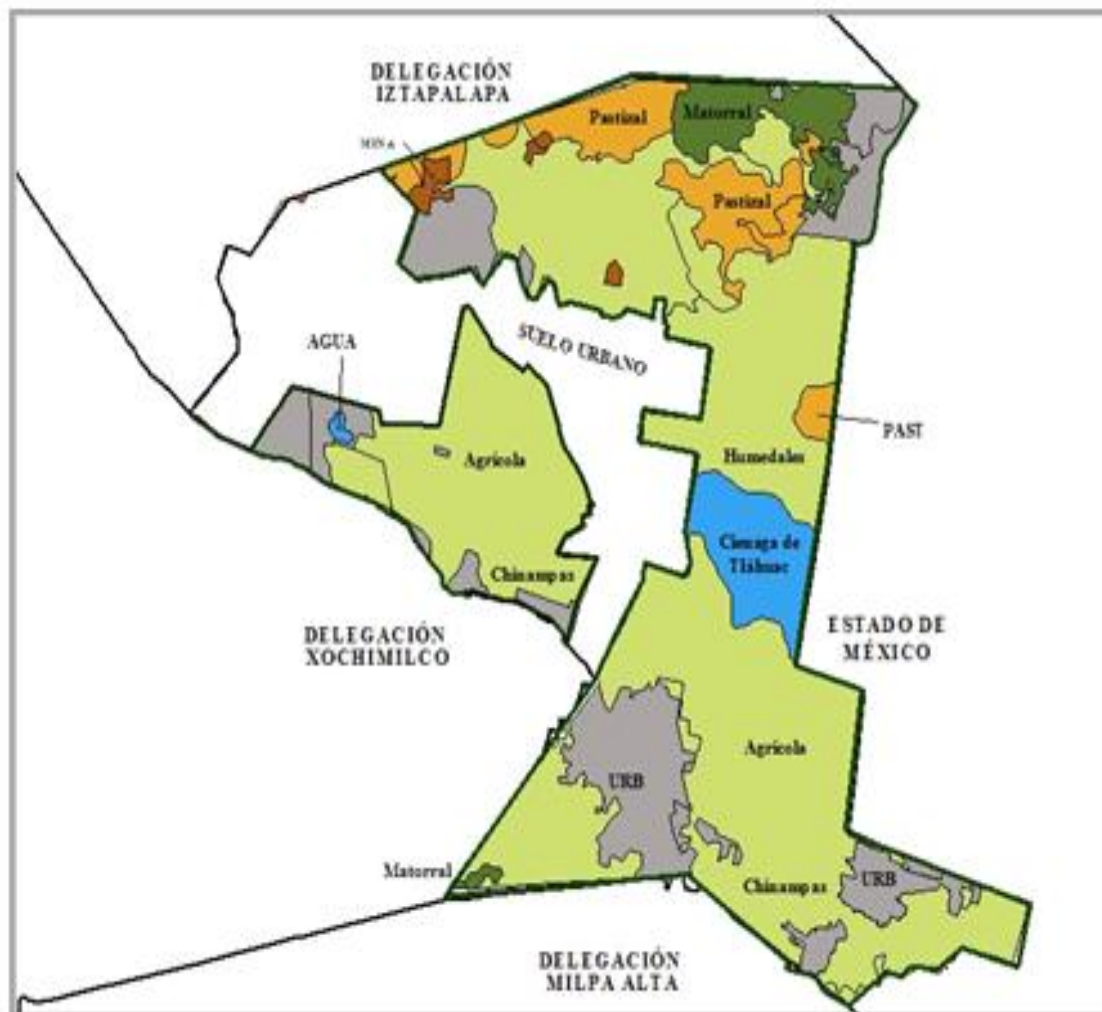 DELEGACIÓN
IZTAPALAPA
Pastizal
Matorral
Pastizal
SUELO URBANO
AGUA
PAST
Agrícola
Humedales
Cienaga de
Tláhuac
Chinampas
DELEGACIÓN
XOCHIMILCO
ESTADO DE
MÉXICO
Agrícola
URB
Matorral
Chinampas
URB
DELEGACIÓN
MILPA ALTA